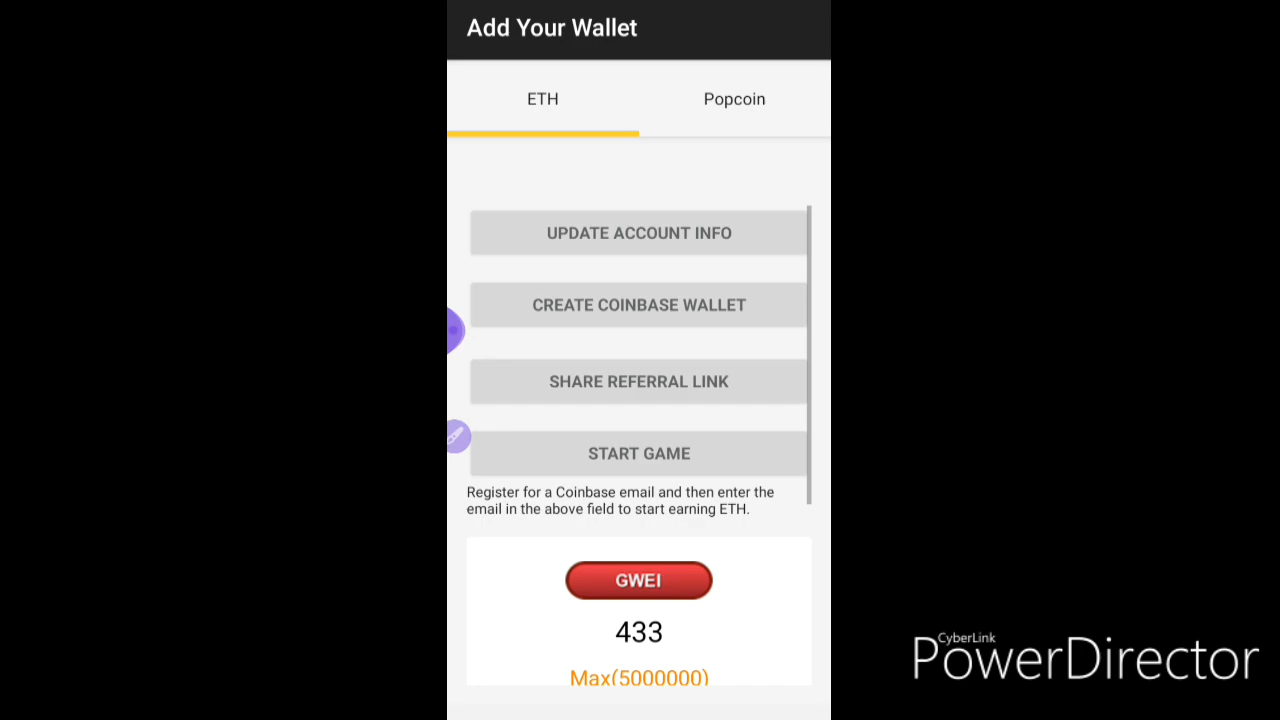 Add Your Wallet
ETH
Popcoin
UPDATE ACCOUNT INFO
CREATE COINBASE WALLET
SHARE REFERRAL LINK
START GAME
Register for a Coinbase email and then enter the
email in the above field to start earning ETH.
GWEI
433
Max(5000000)
CyberLink
PowerDirector